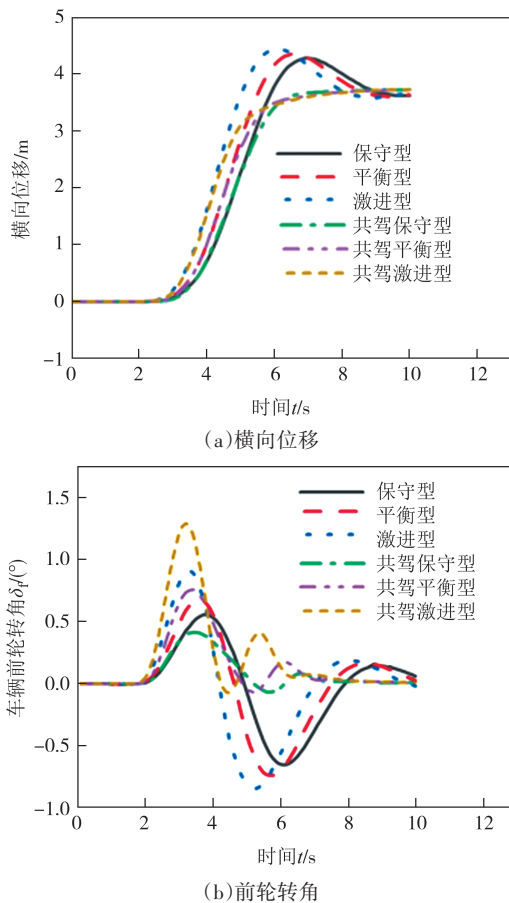 5
4
3
2
1
0
−1
横向位移/m
保守型
平衡型
激进型
共驾保守型
共驾平衡型
共驾激进型
0 2 4 6 8 10 12
时间t/s
(a)横向位移
1.5
1.0
0.5
0.0
−0.5
−1.0
车辆前轮转角δf/(°)
保守型
平衡型
激进型
共驾保守型
共驾平衡型
共驾激进型
0 2 4 6 8 10 12
时间t/s
(b)前轮转角